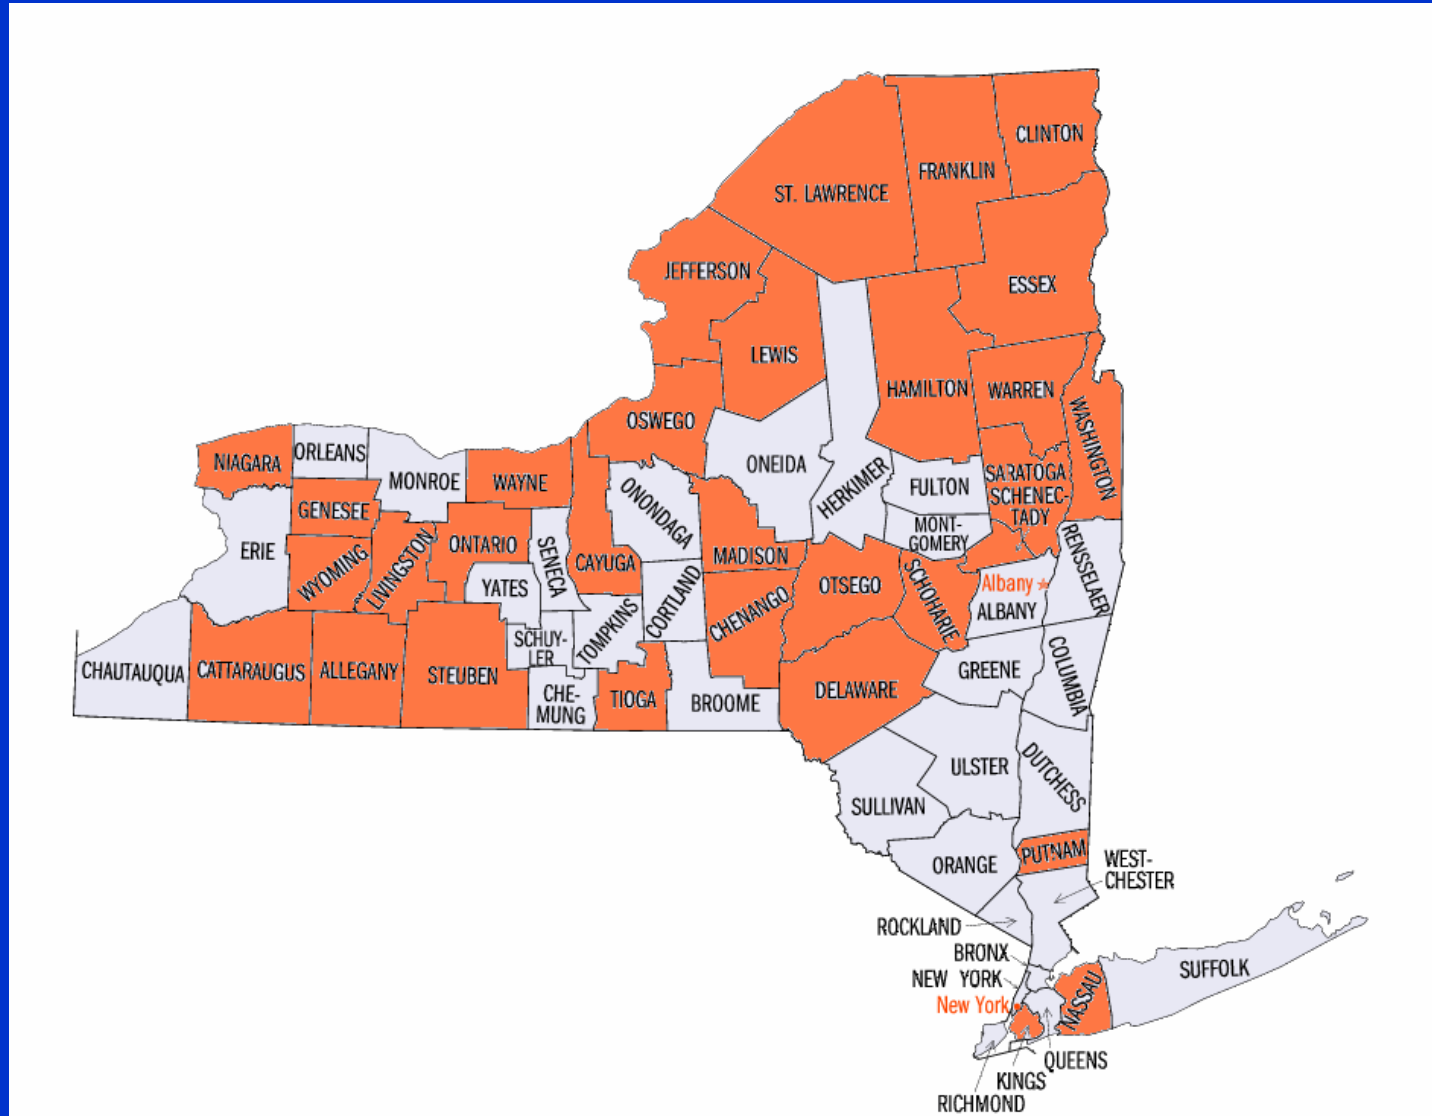 CLINTON
FRANKLIN
ST. LAWRENCE
JEFFERSON
ESSEX
LEWIS
HAMILTON
WARREN
WASHINGTON
OSWEGO
ORLEANS
NIAGARA
ONEIDA
MONROE
WAYNE
HERKIMER
FULTON
SARATOGA
SCHENEC-
TADY
GENESEE
ONONDAGA
MONT-
GOMERY
ERIE
WYOMING
LIVINGSTON
ONTARIO
SENECA
CAYUGA
MADISON
RENSSELAER
YATES
CORTLAND
OTSEGO
SCHOHARIE
Albany
ALBANY
CHENANGO
TOMPKINS
SCHUY-
LER
GREENE
COLUMBIA
CHAUTAUQUA
CATTARAUGUS
ALLEGANY
STEUBEN
CHE-
MUNG
TIOGA
BROOME
DELAWARE
ULSTER
DUTCHESS
SULLIVAN
ORANGE
PUTNAM
WEST-
CHESTER
ROCKLAND
BRONX
NEW YORK
New York
NASSAU
SUFFOLK
QUEENS
KINGS
RICHMOND